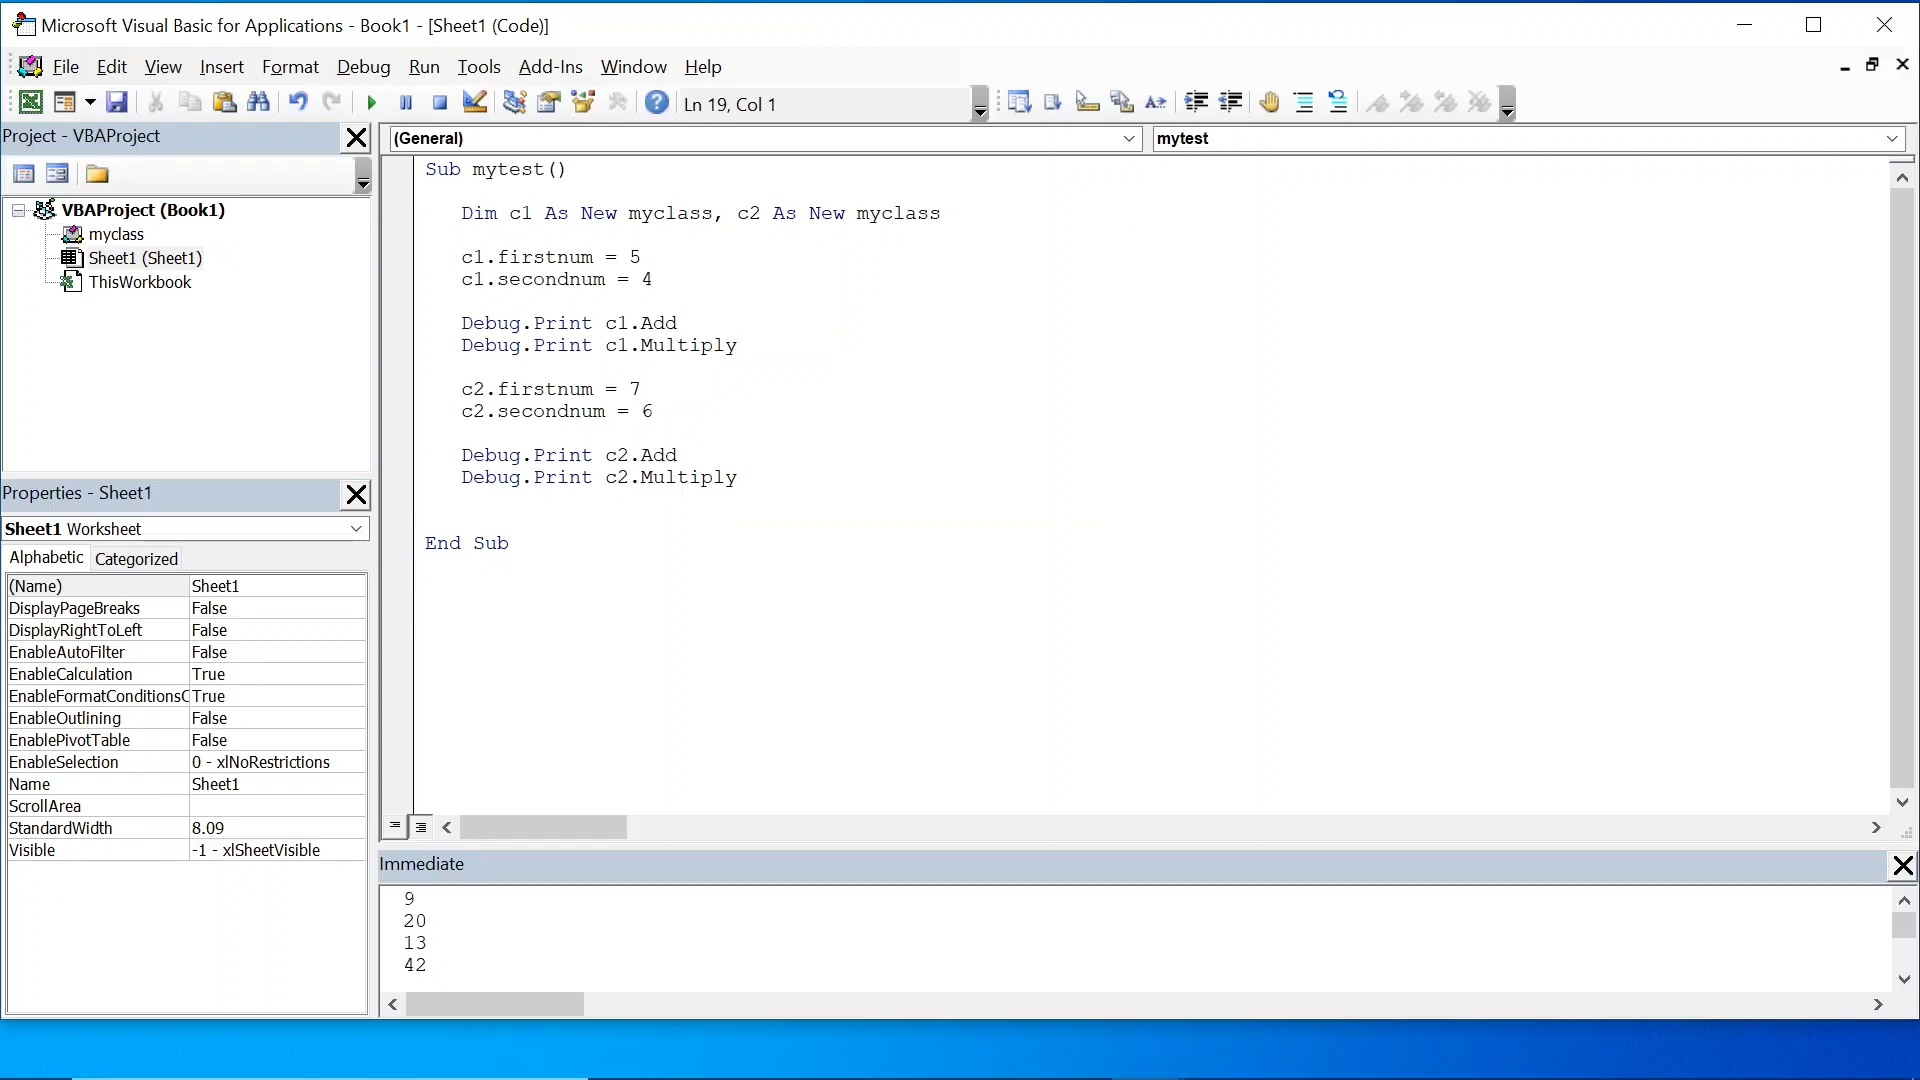 Microsoft Visual Basic for Applications - Book1 - [Sheet1 (Code)]
File Edit View Insert Format Debug Run Tools Add-Ins Window Help
Ln 19, Col 1
Project - VBAProject
VBAProject (Book1)
myclass
Sheet1 (Sheet1)
ThisWorkbook
Properties - Sheet1
Sheet1 Worksheet
Alphabetic Categorized
(Name) Sheet1
DisplayPageBreaks False
DisplayRightToLeft False
EnableAutoFilter False
EnableCalculation True
EnableFormatConditionsC True
EnableOutlining False
EnablePivotTable False
EnableSelection 0 - xlNoRestrictions
Name Sheet1
ScrollArea
StandardWidth 8.09
Visible -1 - xlSheetVisible
(General) mytest
Sub mytest()
Dim c1 As New myclass, c2 As New myclass
c1.firstnum = 5
c1.secondnum = 4
Debug.Print c1.Add
Debug.Print c1.Multiply
c2.firstnum = 7
c2.secondnum = 6
Debug.Print c2.Add
Debug.Print c2.Multiply
End Sub
Immediate
9
20
13
42